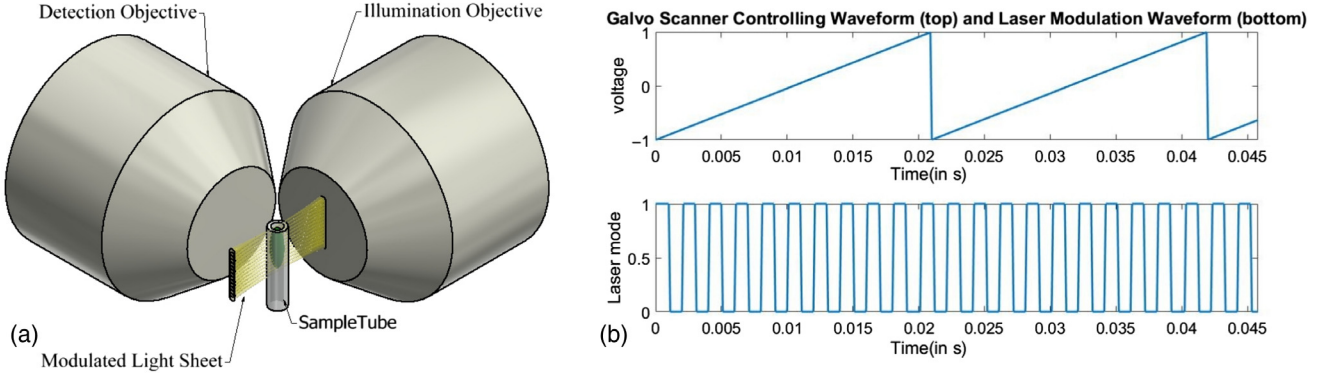 Detection Objective
Illumination Objective
SampleTube
Modulated Light Sheet
(a)
Galvo Scanner Controlling Waveform (top) and Laser Modulation Waveform (bottom)
1
0
−1
voltage
0 0.005 0.01 0.015 0.02 0.025 0.03 0.035 0.04 0.045
Time(in s)
1
0.5
0
Laser mode
0 0.005 0.01 0.015 0.02 0.025 0.03 0.035 0.04 0.045
Time(in s)
(b)